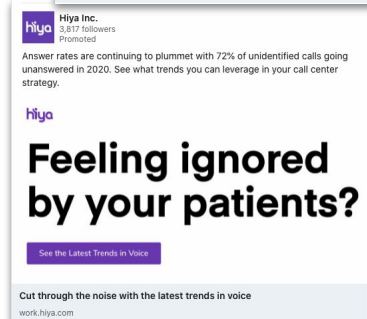 hiya
Hiya Inc.
3,817 followers
Promoted
Answer rates are continuing to plummet with 72% of unidentified calls going
unanswered in 2020. See what trends you can leverage in your call center
strategy.
hiya
Feeling ignored
by your patients?
See the Latest Trends in Voice
Cut through the noise with the latest trends in voice
work.hiya.com